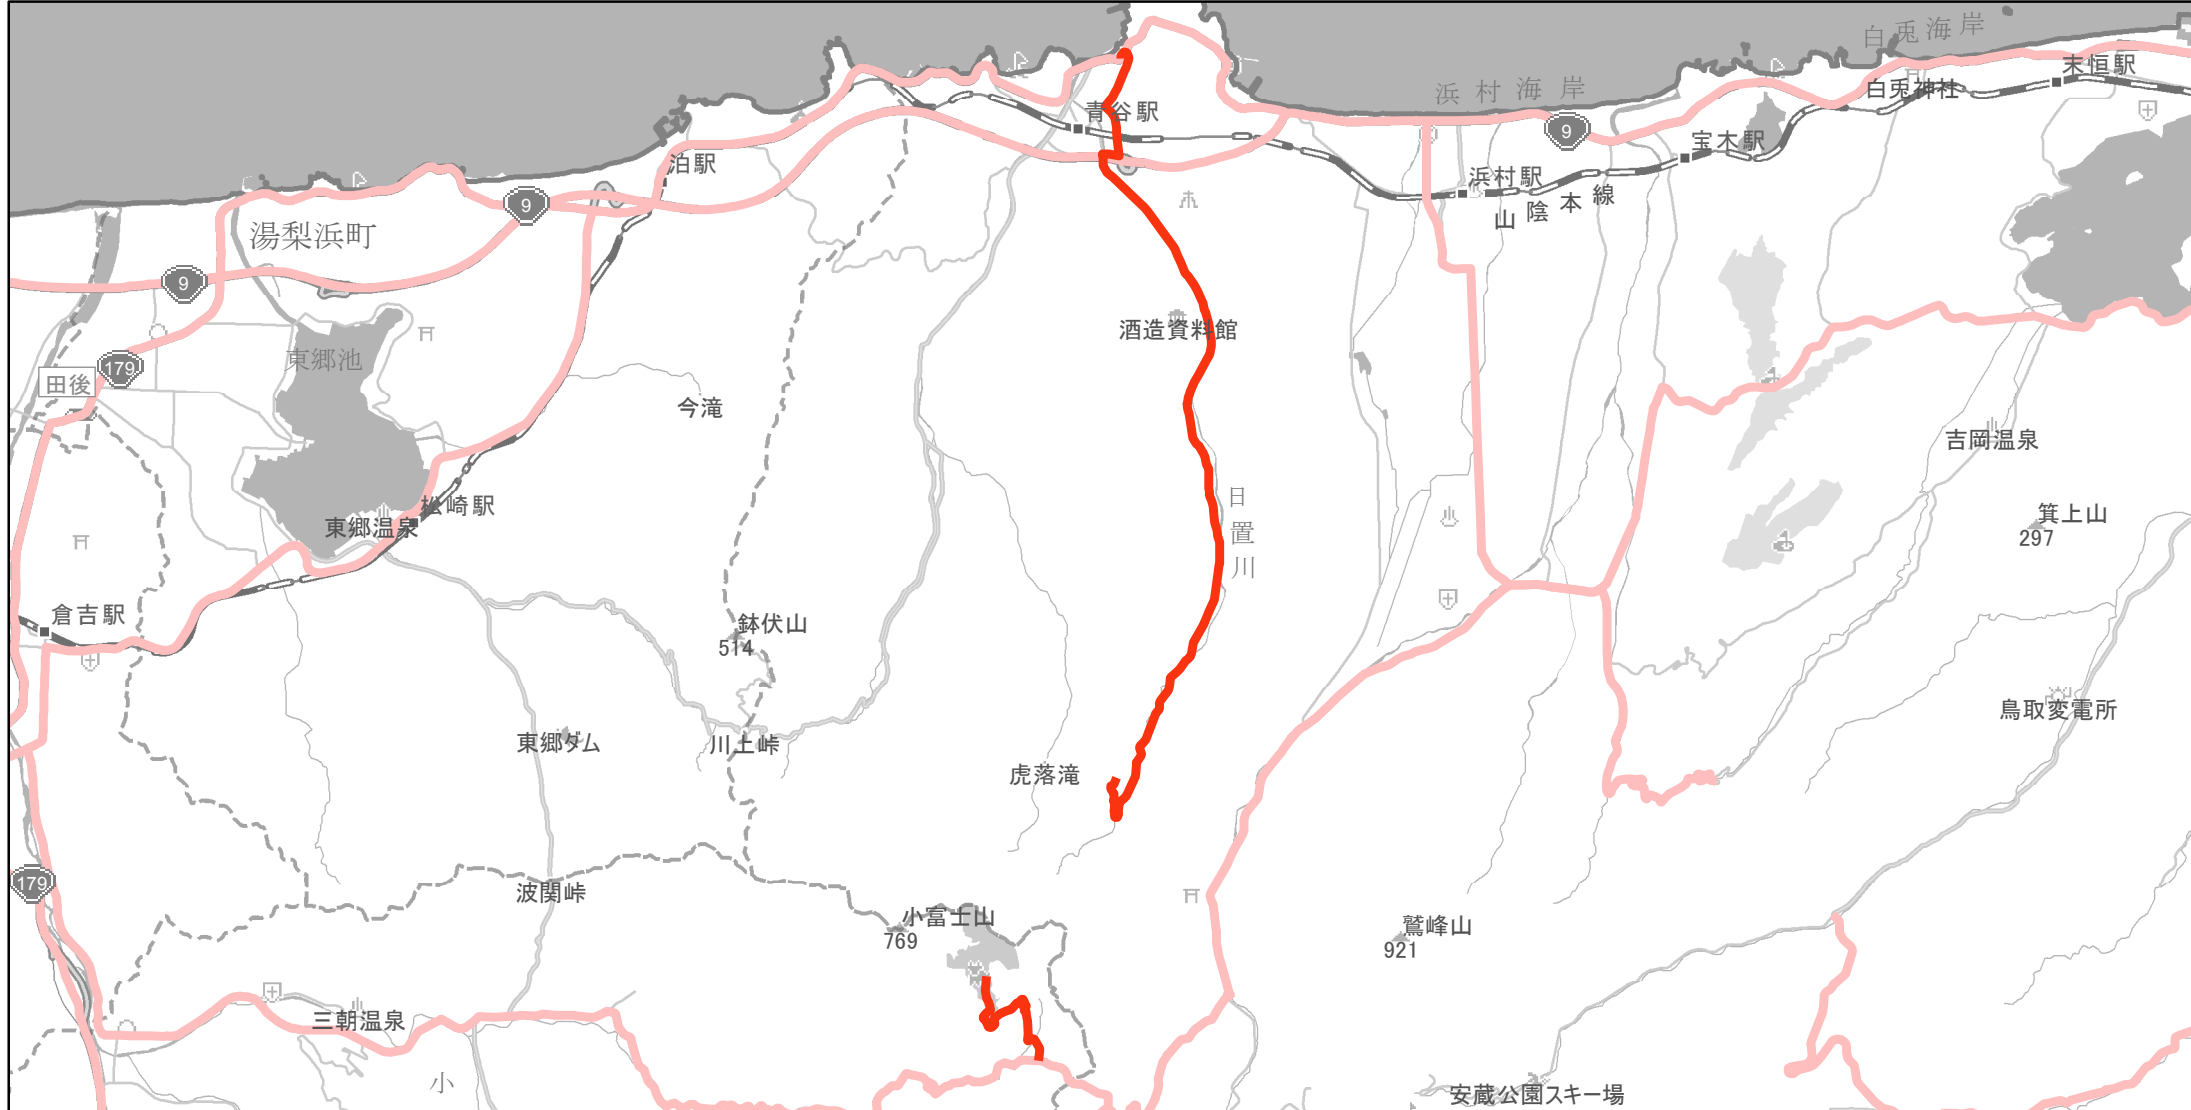 白兎海岸
末恒駅
浜村海岸
白兎神社
青谷駅
9
宝木駅
泊駅
浜村駅
山陰本線
9
湯梨浜町
9
酒造資料館
東郷池
179
田後
今滝
吉岡温泉
日置川
松崎駅
東郷温泉
箕上山
297
倉吉駅
鉢伏山
514
鳥取変電所
東郷ダム
川上峠
虎落滝
179
波関峠
小富士山
769
鷲峰山
921
三朝温泉
小
安蔵公園スキー場